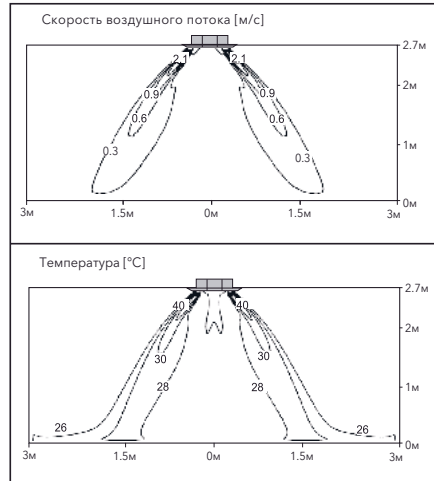 Скорость воздушного потока [м/с]
2.7м
2.1 2.1
2м
0.9 0.9
0.6 0.6
1м
0.3 0.3
0м
3м 1.5м 0м 1.5м 3м
Температура [°C]
2.7м
40 40
2м
30 30
28 28
1м
26 26
0м
3м 1.5м 0м 1.5м 3м